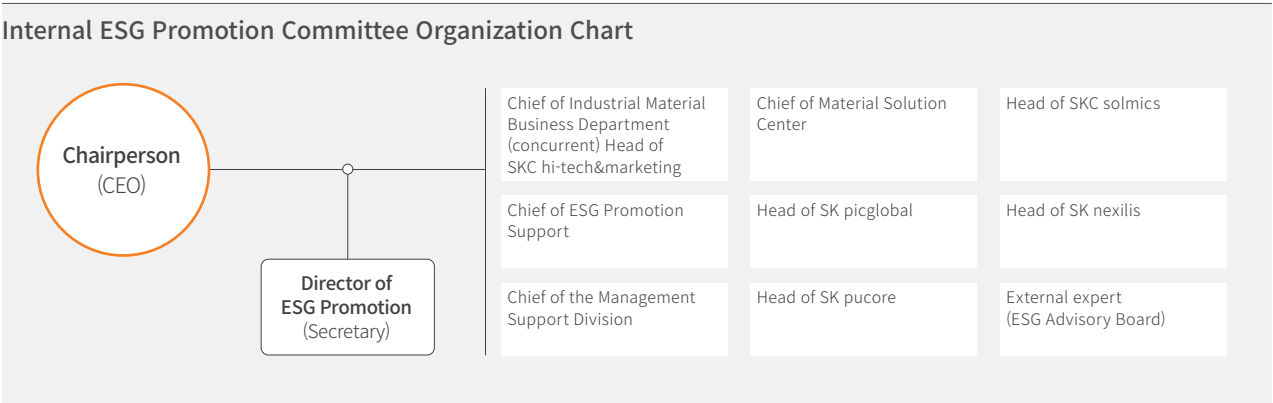 Internal ESG Promotion Committee Organization Chart
Chairperson
(CEO)
Director of
ESG Promotion
(Secretary)
Chief of Industrial Material
Business Department
(concurrent) Head of
SKC hi-tech&marketing
Chief of Material Solution
Center
Head of SKC solmics
Chief of ESG Promotion
Support
Head of SK picglobal
Head of SK nexilis
Chief of the Management
Support Division
Head of SK pucore
External expert
(ESG Advisory Board)